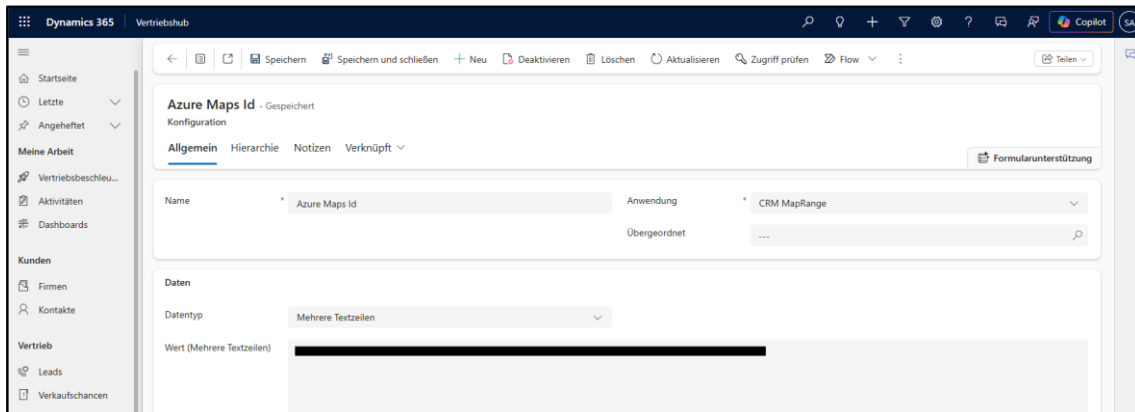 Dynamics 365 Vertriebshub Copilot SA
Speichern Speichern und schließen Neu Deaktivieren Löschen Aktualisieren Zugriff prüfen Flow Teilen
Startseite
Letzte
Angeheftet
Meine Arbeit
Vertriebsbeschleu...
Aktivitäten
Dashboards
Kunden
Firmen
Kontakte
Vertrieb
Leads
Verkaufschancen
Azure Maps Id - Gespeichert
Konfiguration
Allgemein Hierarchie Notizen Verknüpft
Formularunterstützung
Name * Azure Maps Id
Anwendung * CRM MapRange
Übergeordnet ---
Daten
Datentyp Mehrere Textzeilen
Wert (Mehrere Textzeilen)